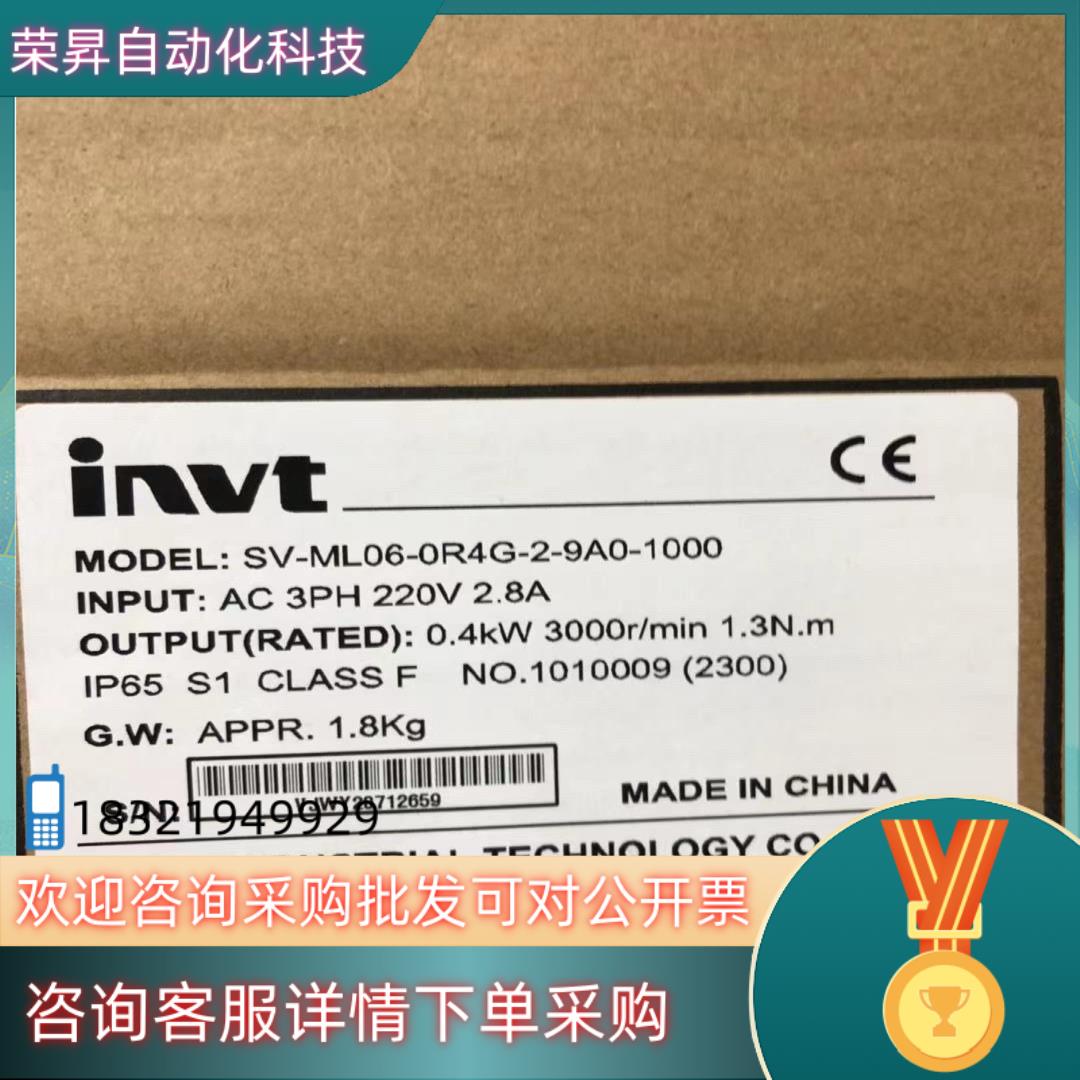 荣昇自动化科技
invt
CE
MODEL: SV-ML06-0R4G-2-9A0-1000
INPUT: AC 3PH 220V 2.8A
OUTPUT(RATED): 0.4kW 3000r/min 1.3N.m
IP65 S1 CLASS F NO.1010009 (2300)
G.W: APPR. 1.8Kg
MADE IN CHINA
18321949929
TECHNOLOGY CO
欢迎咨询采购批发可对公开票
咨询客服详情下单采购